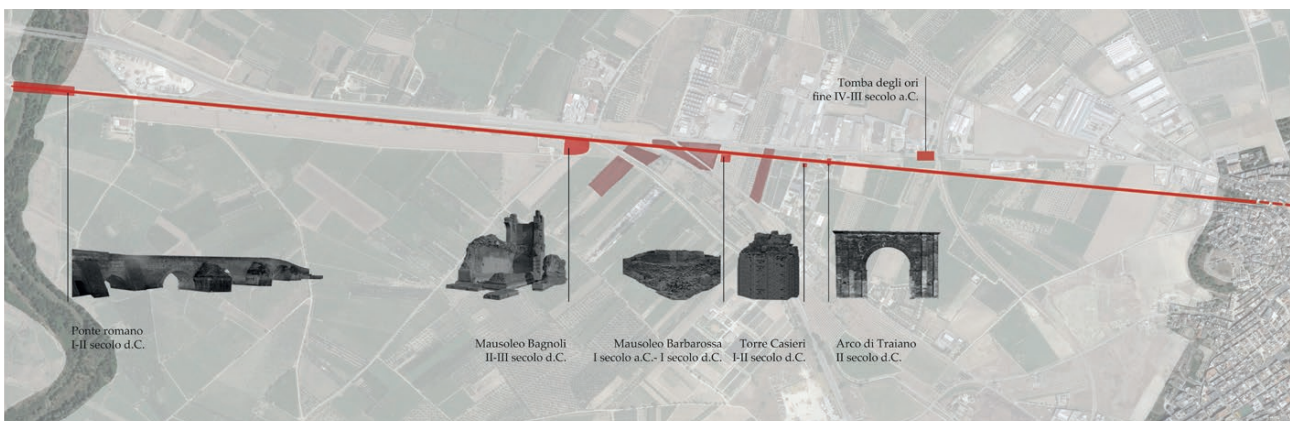 Tomba degli ori
fine IV-III secolo a.C.
Ponte romano
I-II secolo d.C.
Mausoleo Bagnoli
II-III secolo d.C.
Mausoleo Barbarossa
I secolo a.C.- I secolo d.C.
Torre Casieri
I-II secolo d.C.
Arco di Traiano
II secolo d.C.